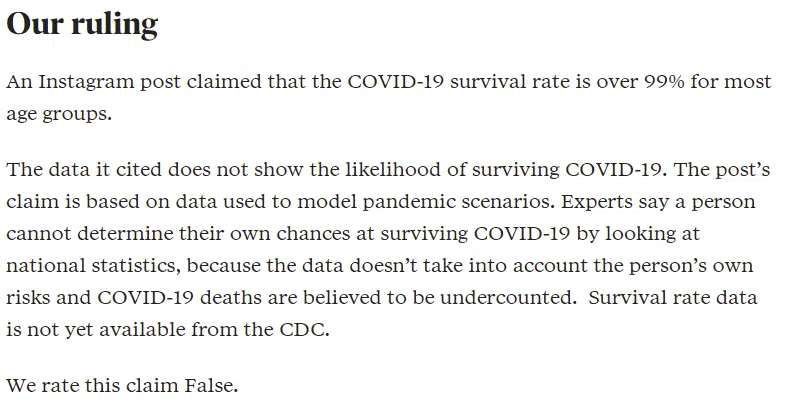 Our ruling
An Instagram post claimed that the COVID-19 survival rate is over 99% for most
age groups.
The data it cited does not show the likelihood of surviving COVID-19. The post’s
claim is based on data used to model pandemic scenarios. Experts say a person
cannot determine their own chances at surviving COVID-19 by looking at
national statistics, because the data doesn’t take into account the person’s own
risks and COVID-19 deaths are believed to be undercounted.  Survival rate data
is not yet available from the CDC.
We rate this claim False.